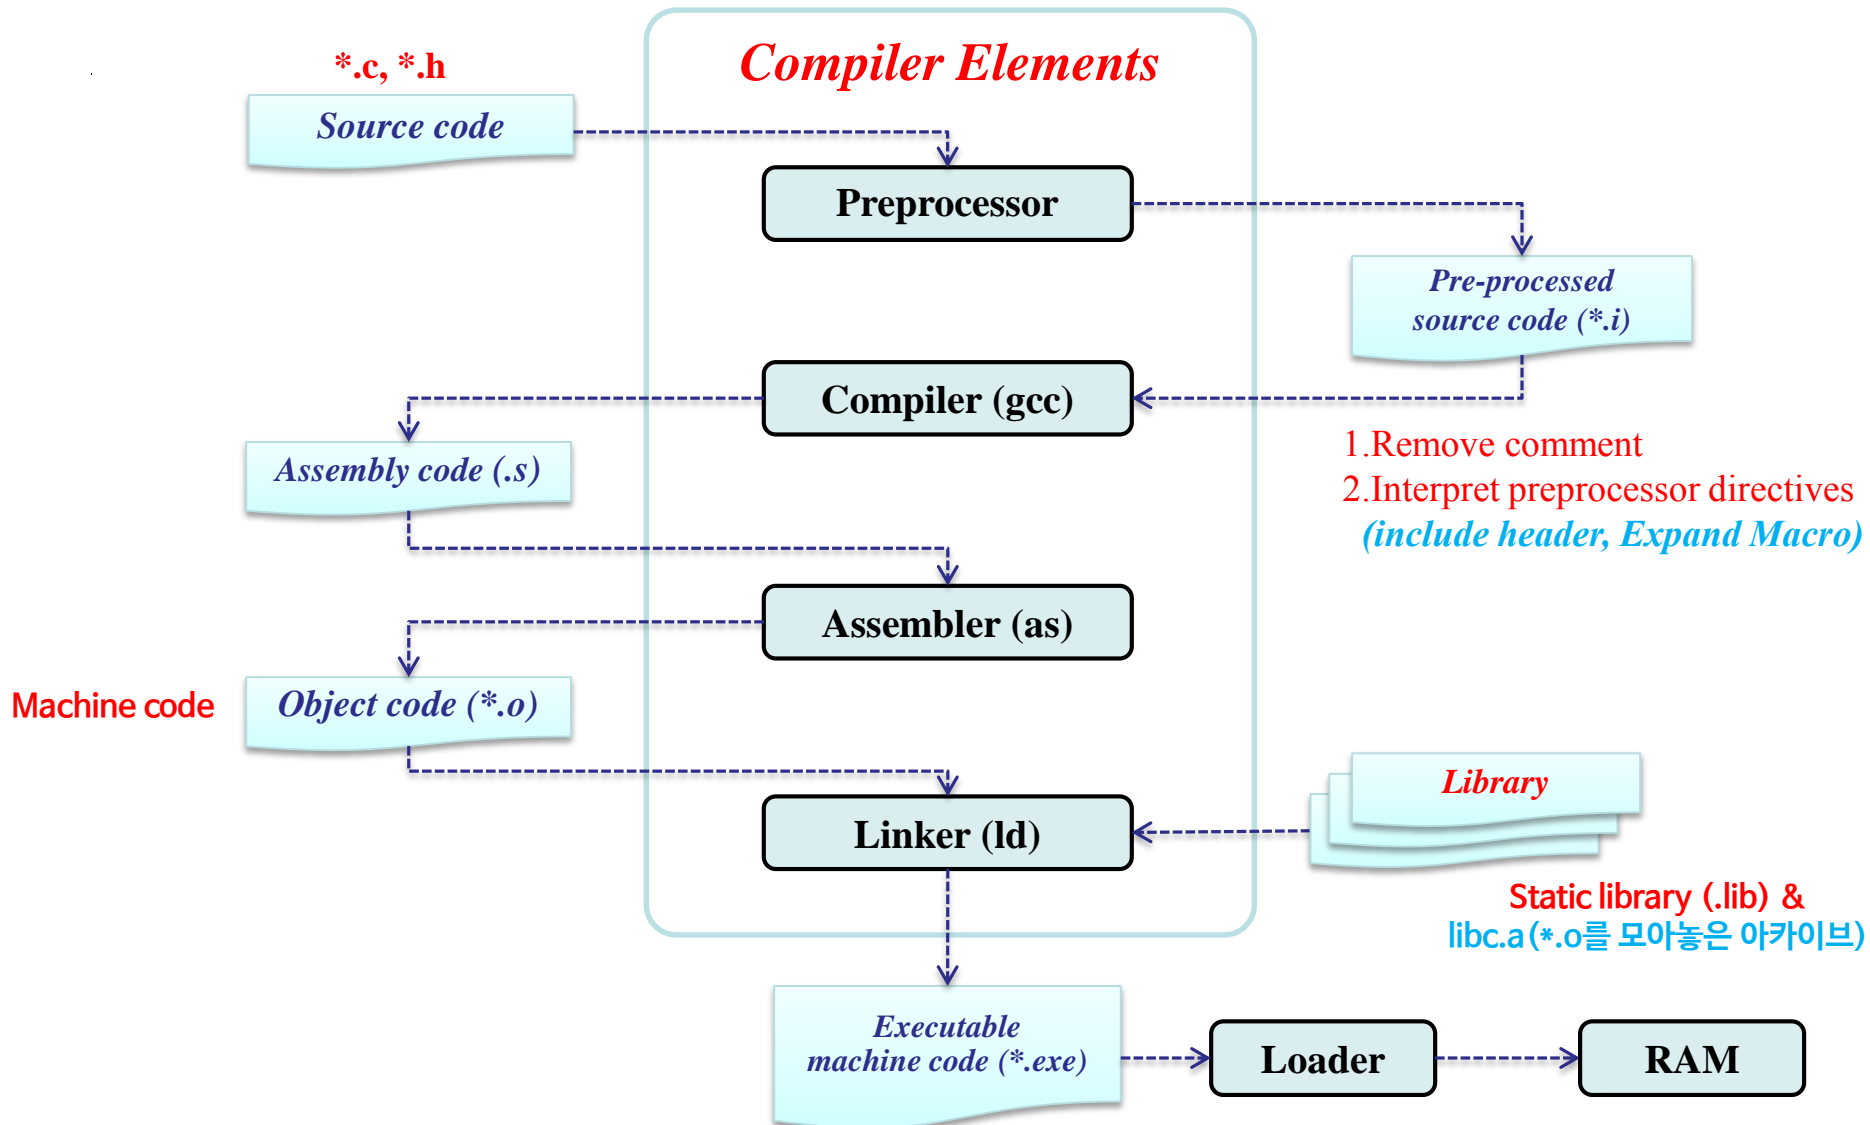 Compiler Elements
*.c, *.h
Source code
Preprocessor
Pre-processed
source code (*.i)
Compiler (gcc)
1.Remove comment
2.Interpret preprocessor directives
(include header, Expand Macro)
Assembly code (.s)
Assembler (as)
Machine code
Object code (*.o)
Library
Linker (ld)
Static library (.lib) &
libc.a (*.o를 모아놓은 아카이브)
Executable
machine code (*.exe)
Loader
RAM